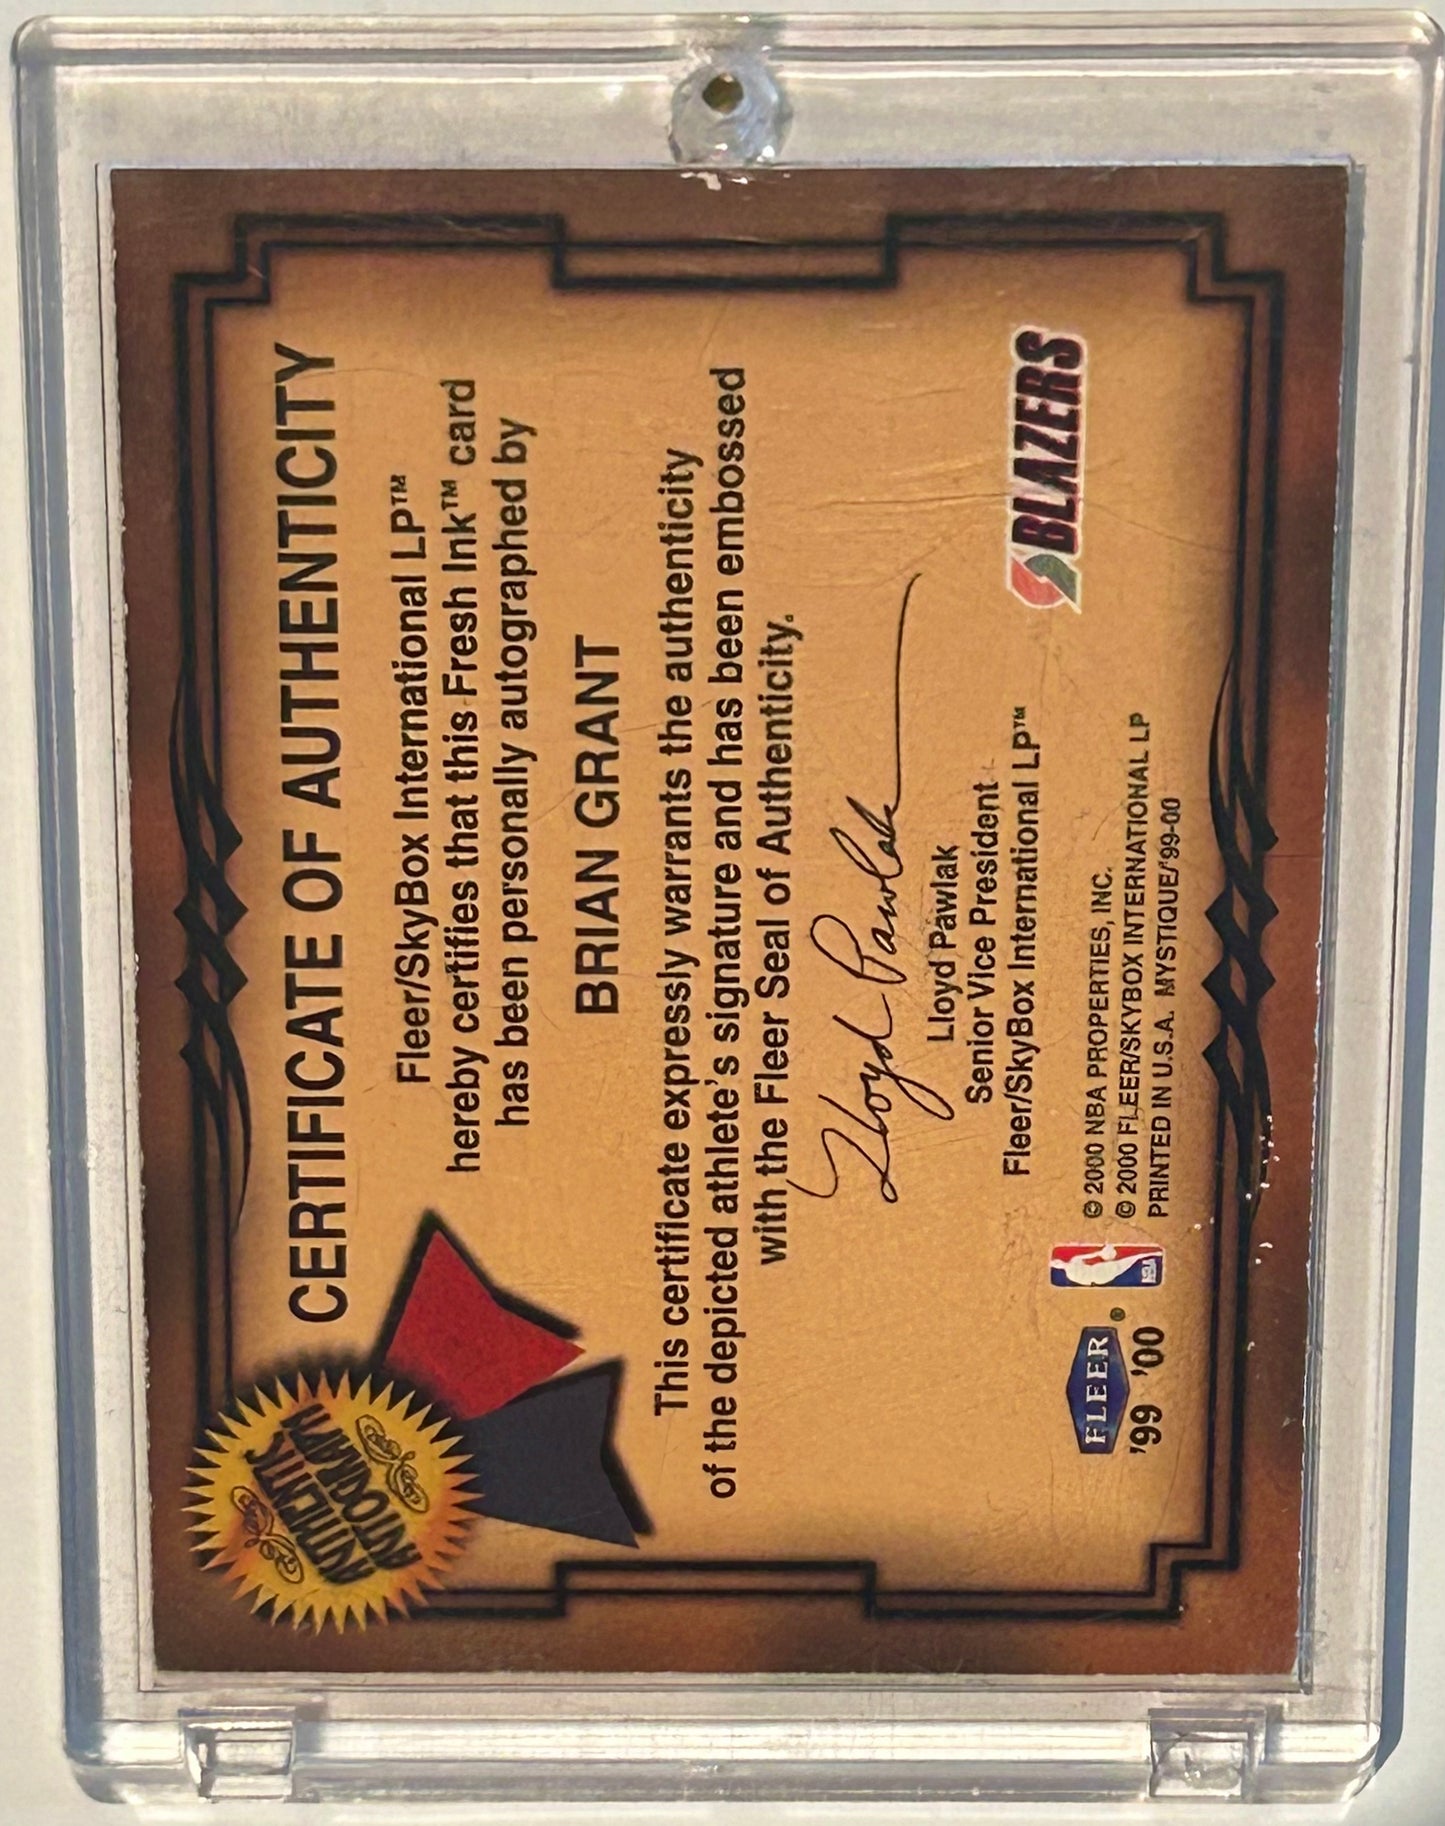 CERTIFICATE OF AUTHENTICITY
Fleer/SkyBox International LP™
hereby certifies that this Fresh Ink™ card
has been personally autographed by
BRIAN GRANT
This certificate expressly warrants the authenticity
of the depicted athlete's signature and has been embossed
with the Fleer Seal of Authenticity.
Lloyd Pawlak
Lloyd Pawlak
Senior Vice President
Fleer/SkyBox International LP™
© 2000 NBA PROPERTIES, INC.
© 2000 FLEER/SKYBOX INTERNATIONAL LP
PRINTED IN U.S.A. MYSTIQUE/'99-00
BLAZERS
FLEER®
'99 '00
NBA
AUTHENTIC
AUTOGRAPH